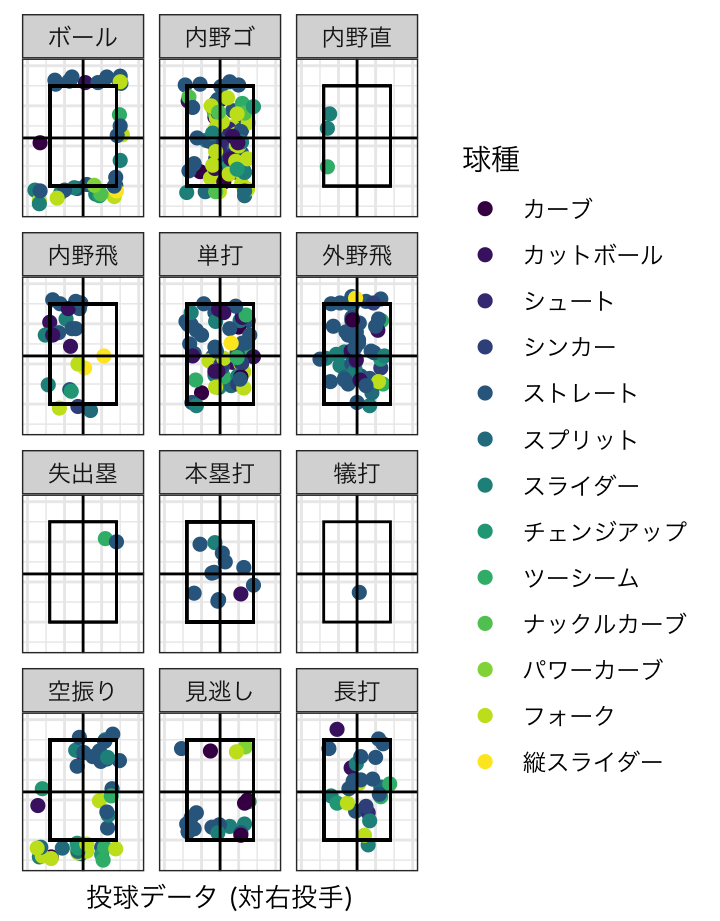 ボール
内野ゴ
内野直
内野飛
単打
外野飛
失出塁
本塁打
犠打
空振り
見逃し
長打
投球データ (対右投手)
球種
カーブ
カットボール
シュート
シンカー
ストレート
スプリット
スライダー
チェンジアップ
ツーシーム
ナックルカーブ
パワーカーブ
フォーク
縦スライダー